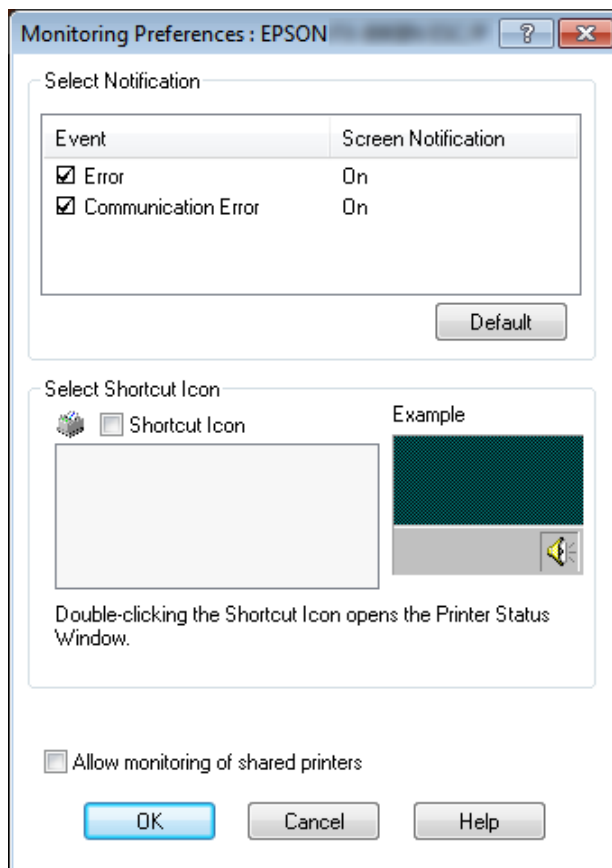 Monitoring Preferences : EPSON
Select Notification
Event Screen Notification
Error On
Communication Error On
Default
Select Shortcut Icon
Shortcut Icon
Example
Double-clicking the Shortcut Icon opens the Printer Status
Window.
Allow monitoring of shared printers
OK Cancel Help